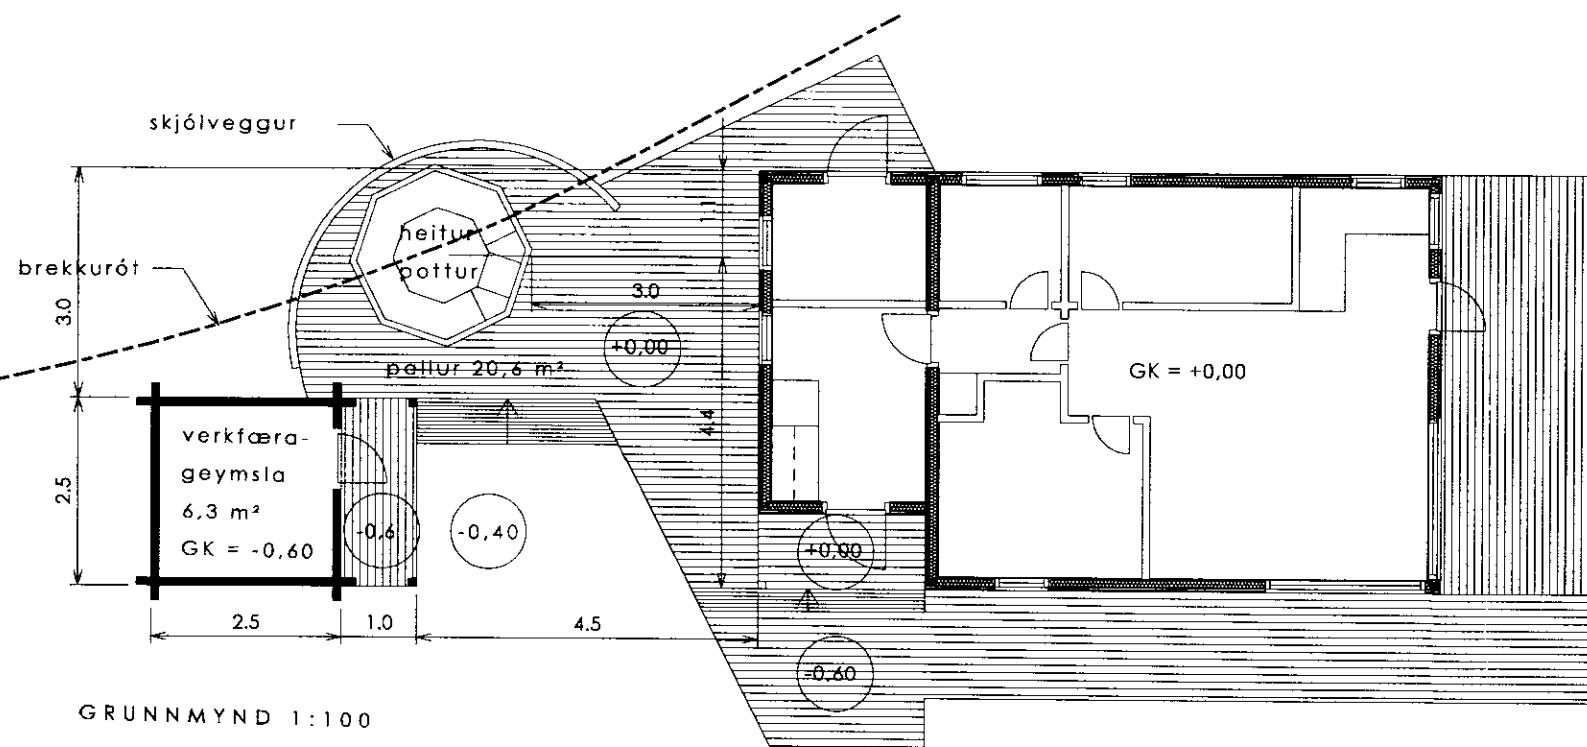 skjólveggur
heitur
pottur
brekkurót
3.0
1.1
3.0
+0,00
pallur 20,6 m²
GK = +0,00
4.4
verkfæra-
geymsla
6,3 m²
GK = -0,60
2.5
-0,6
-0,40
+0,00
2.5
1.0
4.5
-0,60
GRUNNMYND 1:100